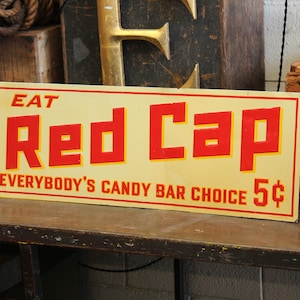 EAT
Red Cap
EVERYBODY'S CANDY BAR CHOICE 5¢
E